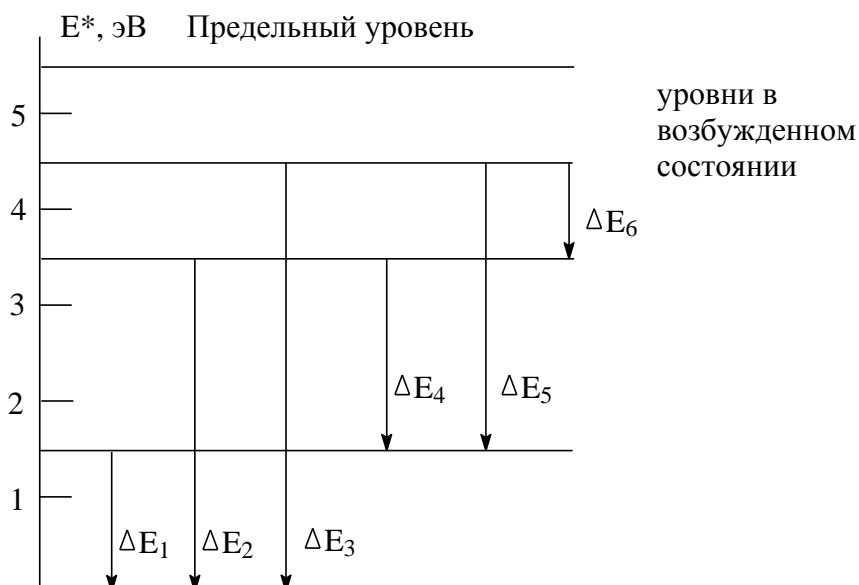 E*, эВ Предельный уровень
уровни в
возбужденном
состоянии
5
4
ΔE6
3
ΔE4
ΔE5
2
1
ΔE1
ΔE2
ΔE3